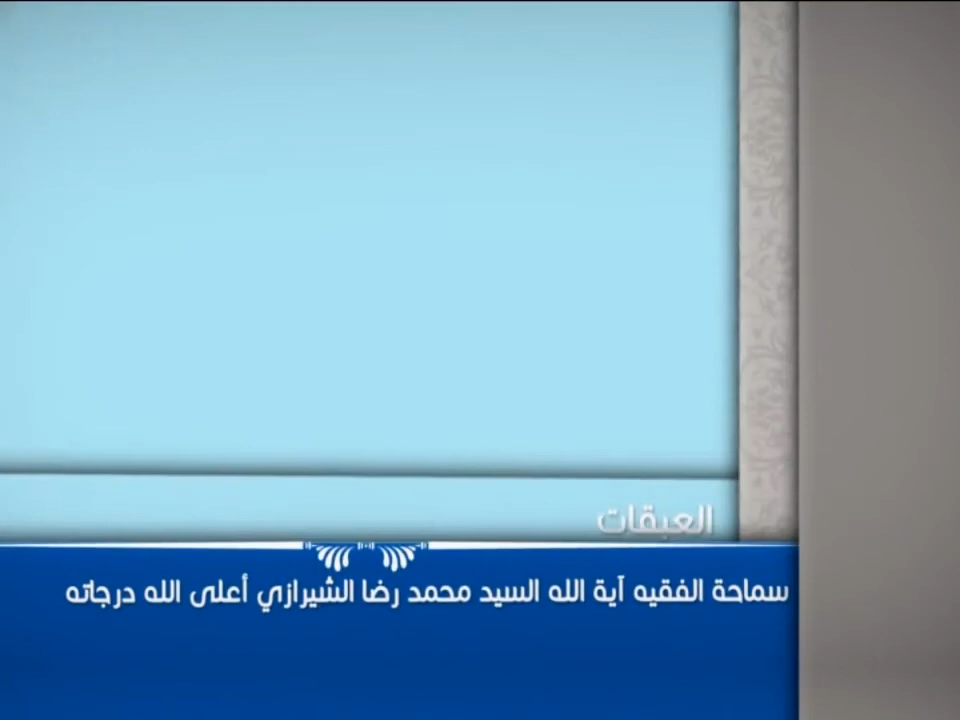 العبقات
سماحة الفقيه آية الله السيد محمد رضا الشيرازي أعلى الله درجاته